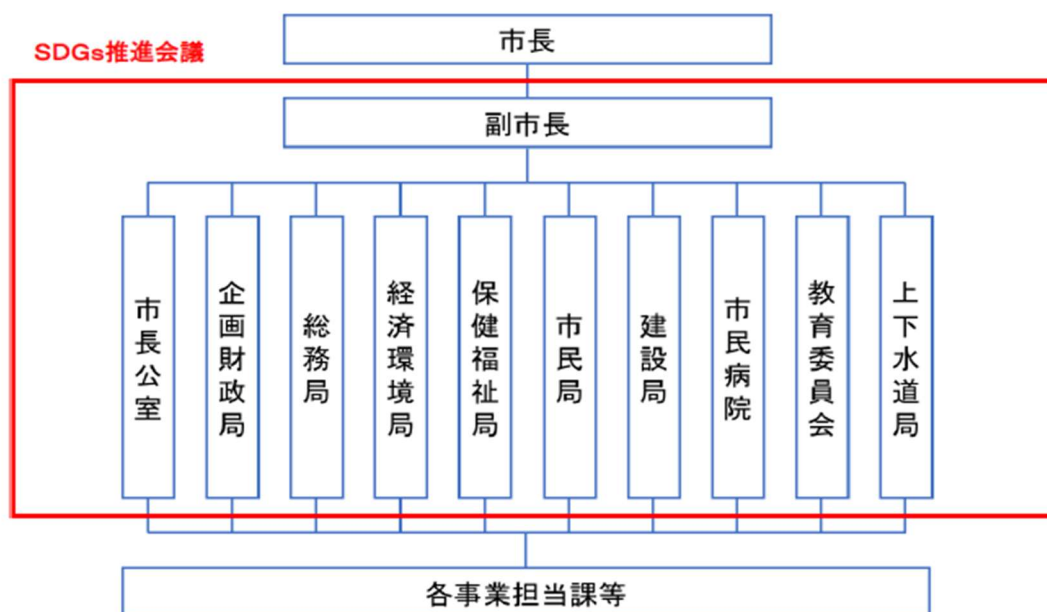 市長
SDGs推進会議
副市長
市長公室
企画財政局
総務局
経済環境局
保健福祉局
市民局
建設局
市民病院
教育委員会
上下水道局
各事業担当課等